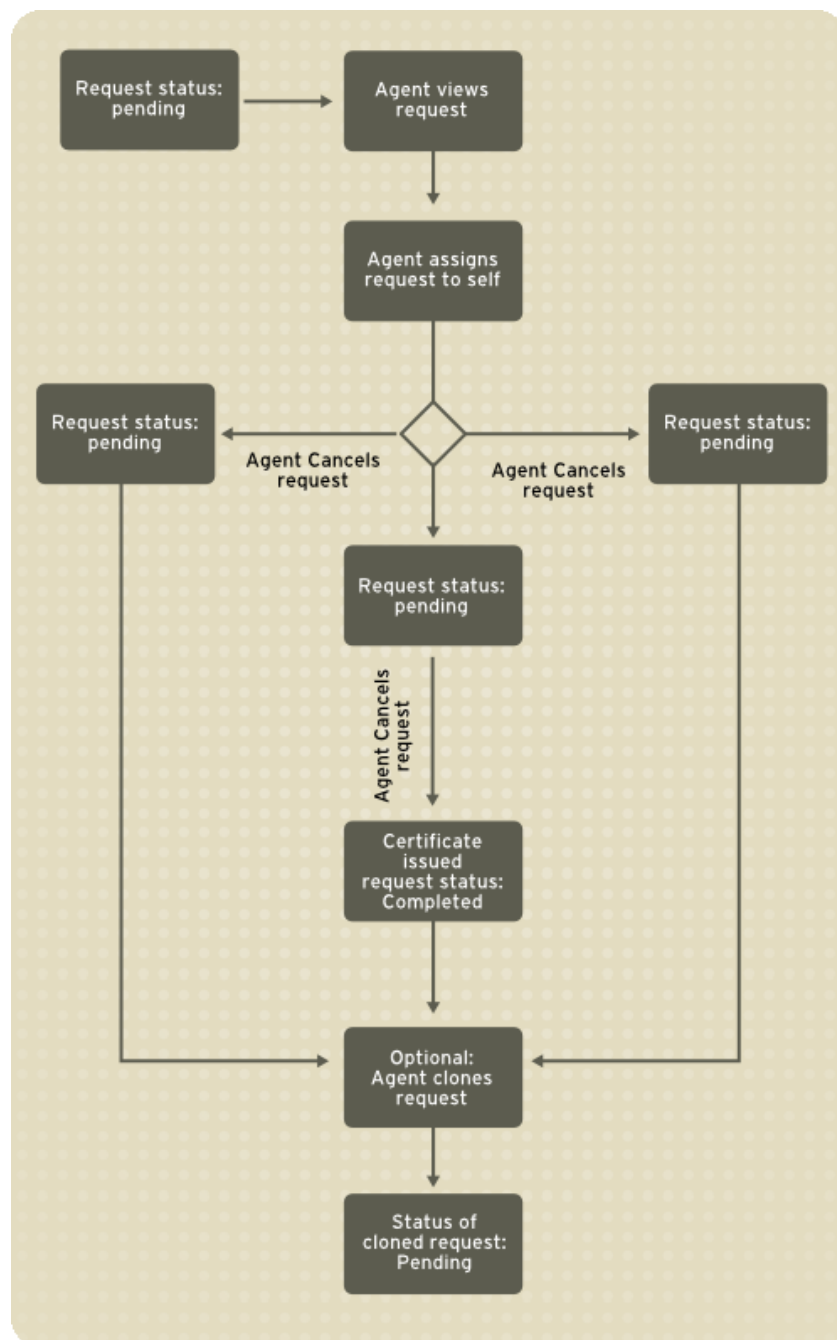 Request status:
pending
Agent views
request
Agent assigns
request to self
Request status:
pending
Agent Cancels
request
Agent Cancels
request
Request status:
pending
Request status:
pending
Agent Cancels
request
Certificate
issued
request status:
Completed
Optional:
Agent clones
request
Status of
cloned request:
Pending